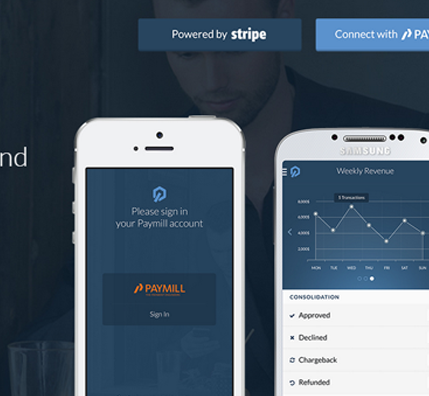 Powered by stripe
Connect with PA
nd
SAMSUNG
Please sign in
your Paymill account
PAYMILL
Sign In
Weekly Revenue
5 Transactions
8,000$
6,000$
4,000$
2,000$
MON TUE WED THU FRI SAT SUN
CONSOLIDATION
Approved
Declined
Chargeback
Refunded